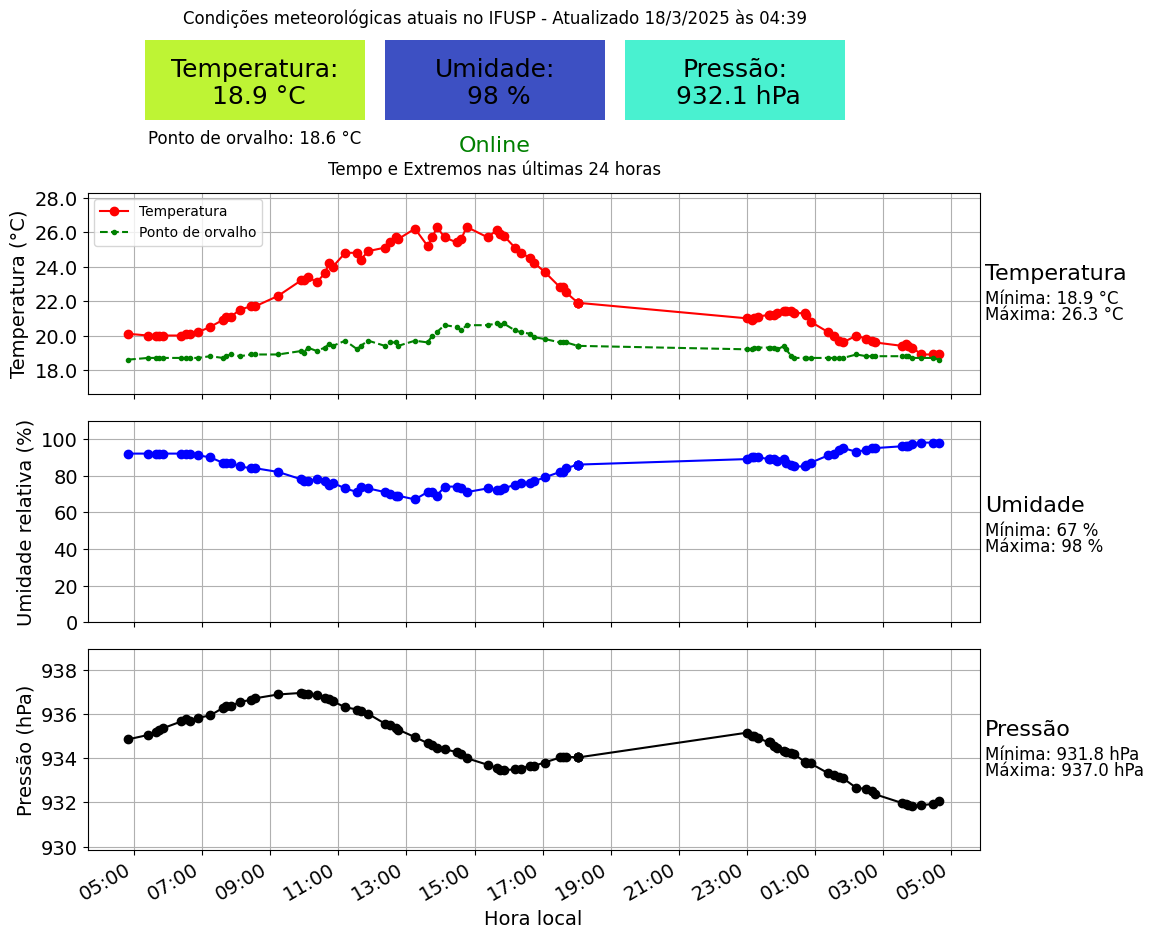 Condições meteorológicas atuais no IFUSP - Atualizado 18/3/2025 às 04:39
Temperatura:
18.9 °C
Umidade:
98 %
Pressão:
932.1 hPa
Ponto de orvalho: 18.6 °C
Online
Tempo e Extremos nas últimas 24 horas
Temperatura (°C)
28.0
26.0
24.0
22.0
20.0
18.0
Temperatura
Ponto de orvalho
Temperatura
Mínima: 18.9 °C
Máxima: 26.3 °C
Umidade relativa (%)
100
80
60
40
20
0
Umidade
Mínima: 67 %
Máxima: 98 %
Pressão (hPa)
938
936
934
932
930
Pressão
Mínima: 931.8 hPa
Máxima: 937.0 hPa
05:00 07:00 09:00 11:00 13:00 15:00 17:00 19:00 21:00 23:00 01:00 03:00 05:00
Hora local